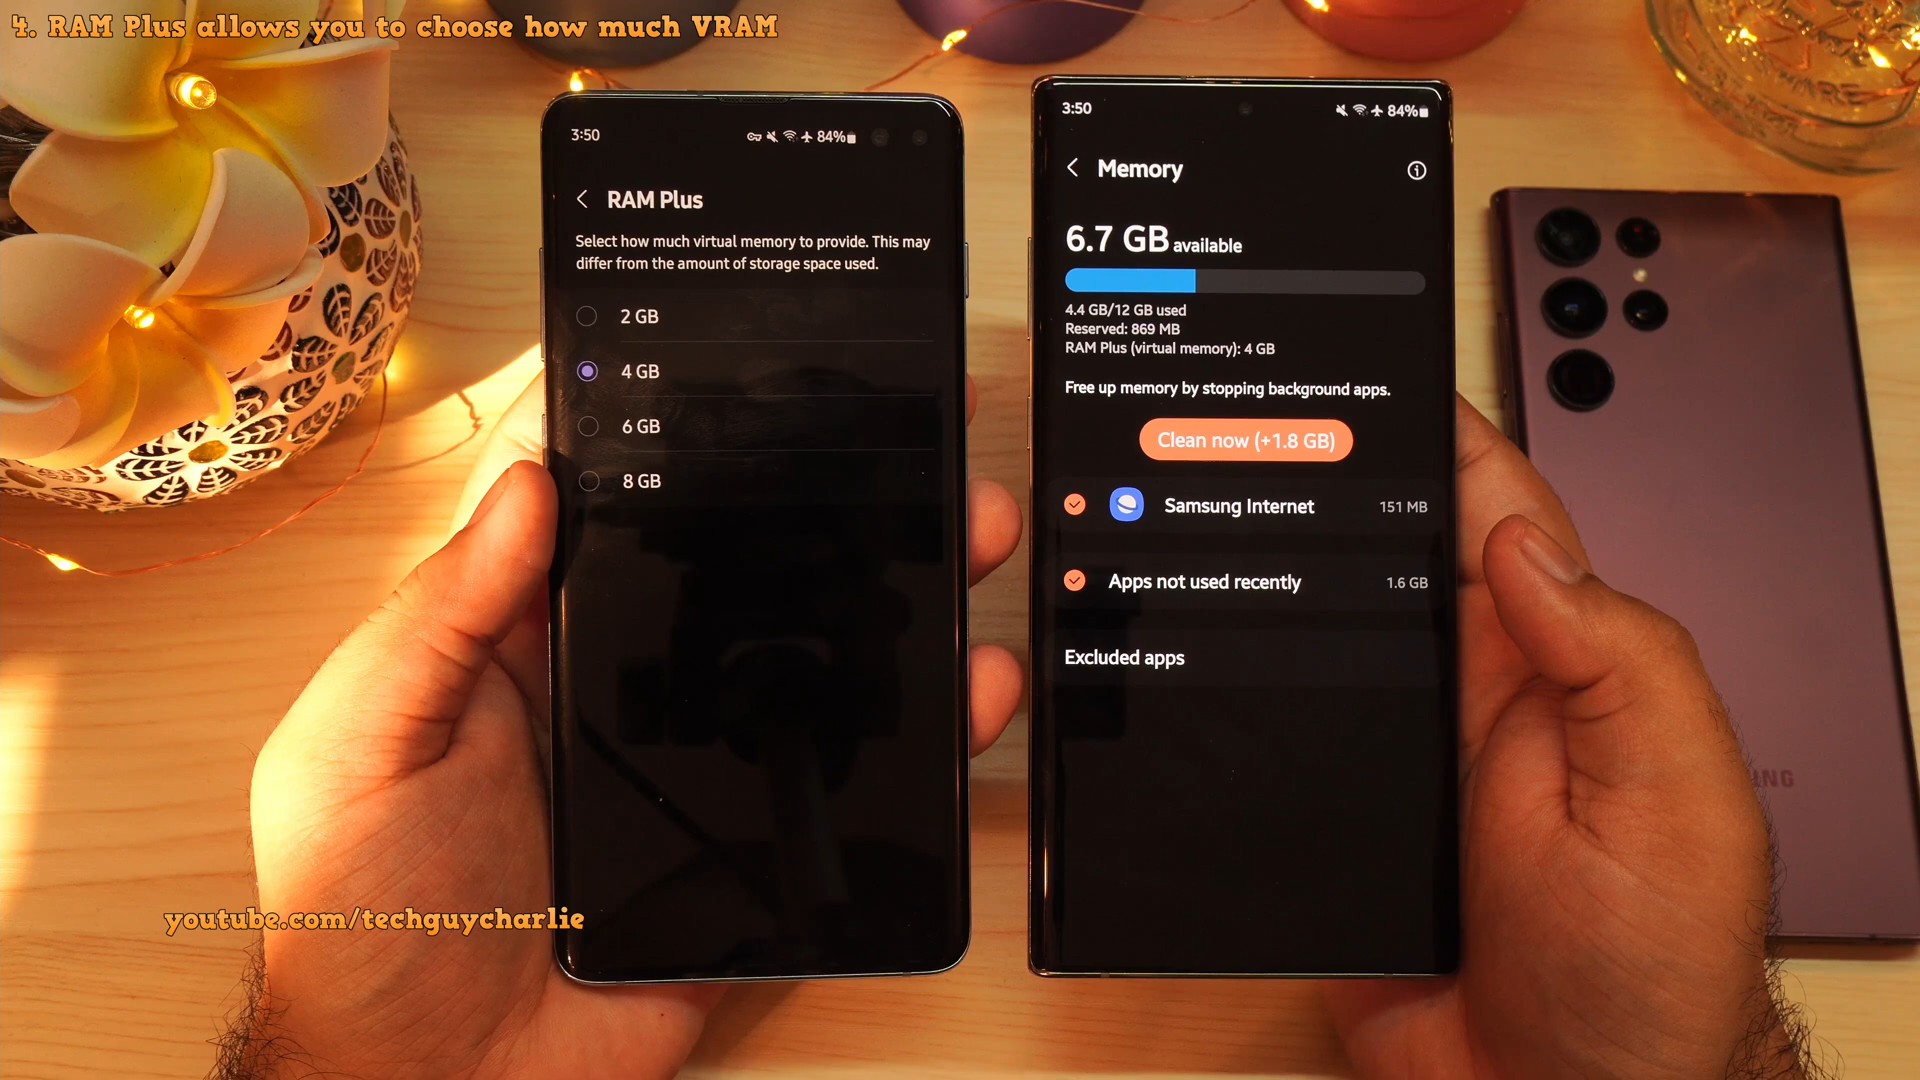 4. RAM Plus allows you to choose how much VRAM
3:50
84%
RAM Plus
Select how much virtual memory to provide. This may
differ from the amount of storage space used.
2 GB
4 GB
6 GB
8 GB
3:50
84%
Memory
6.7 GB available
4.4 GB/12 GB used
Reserved: 869 MB
RAM Plus (virtual memory): 4 GB
Free up memory by stopping background apps.
Clean now (+1.8 GB)
Samsung Internet 151 MB
Apps not used recently 1.6 GB
Excluded apps
youtube.com/techguycharlie